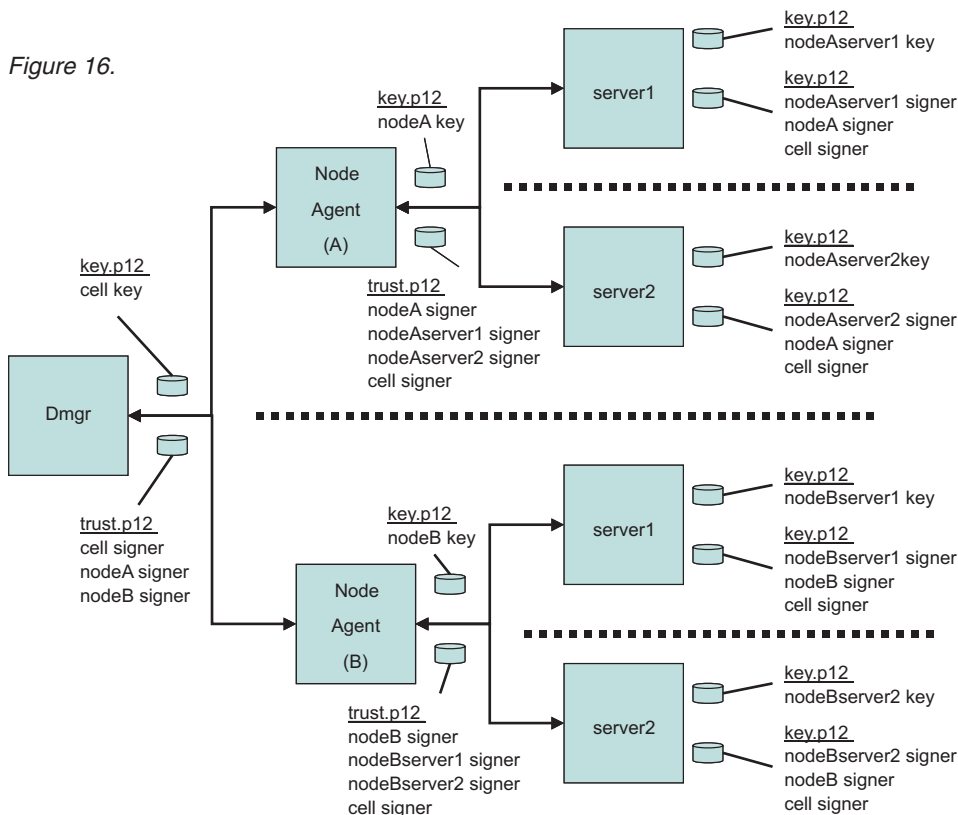 Figure 16.
key.p12
nodeAserver1 key
server1
key.p12
nodeAserver1 signer
nodeA signer
cell signer
key.p12
nodeA key
Node
Agent
(A)
trust.p12
nodeA signer
nodeAserver1 signer
nodeAserver2 signer
cell signer
server2
key.p12
nodeAserver2key
key.p12
nodeAserver2 signer
nodeA signer
cell signer
key.p12
cell key
Dmgr
trust.p12
cell signer
nodeA signer
nodeB signer
key.p12
nodeB key
Node
Agent
(B)
trust.p12
nodeB signer
nodeBserver1 signer
nodeBserver2 signer
cell signer
server1
key.p12
nodeBserver1 key
key.p12
nodeBserver1 signer
nodeB signer
cell signer
server2
key.p12
nodeBserver2 key
key.p12
nodeBserver2 signer
nodeB signer
cell signer